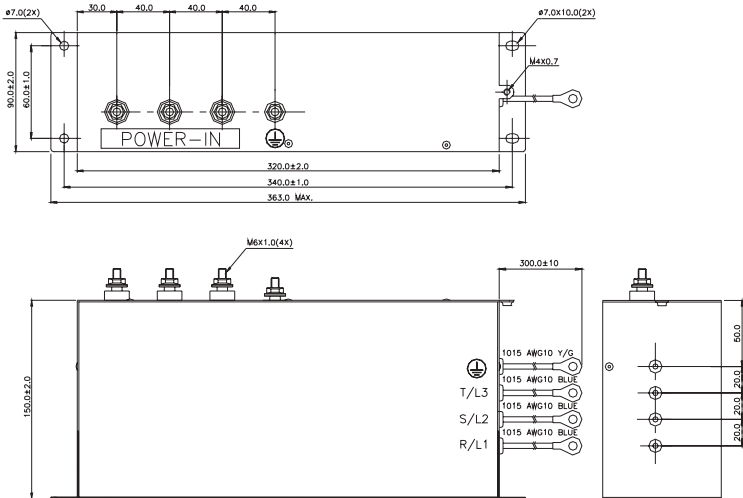 ø7.0(2X)
30.0
40.0
40.0
40.0
ø7.0X10.0(2X)
M4X0.7
90.0±2.0
60.0±1.0
POWER-IN
320.0±2.0
340.0±1.0
363.0 MAX.
M6X1.0(4X)
300.0±10
150.0±2.0
1015 AWG10 Y/G
1015 AWG10 BLUE
T/L3
1015 AWG10 BLUE
S/L2
1015 AWG10 BLUE
R/L1
50.0
20.0
20.0
20.0